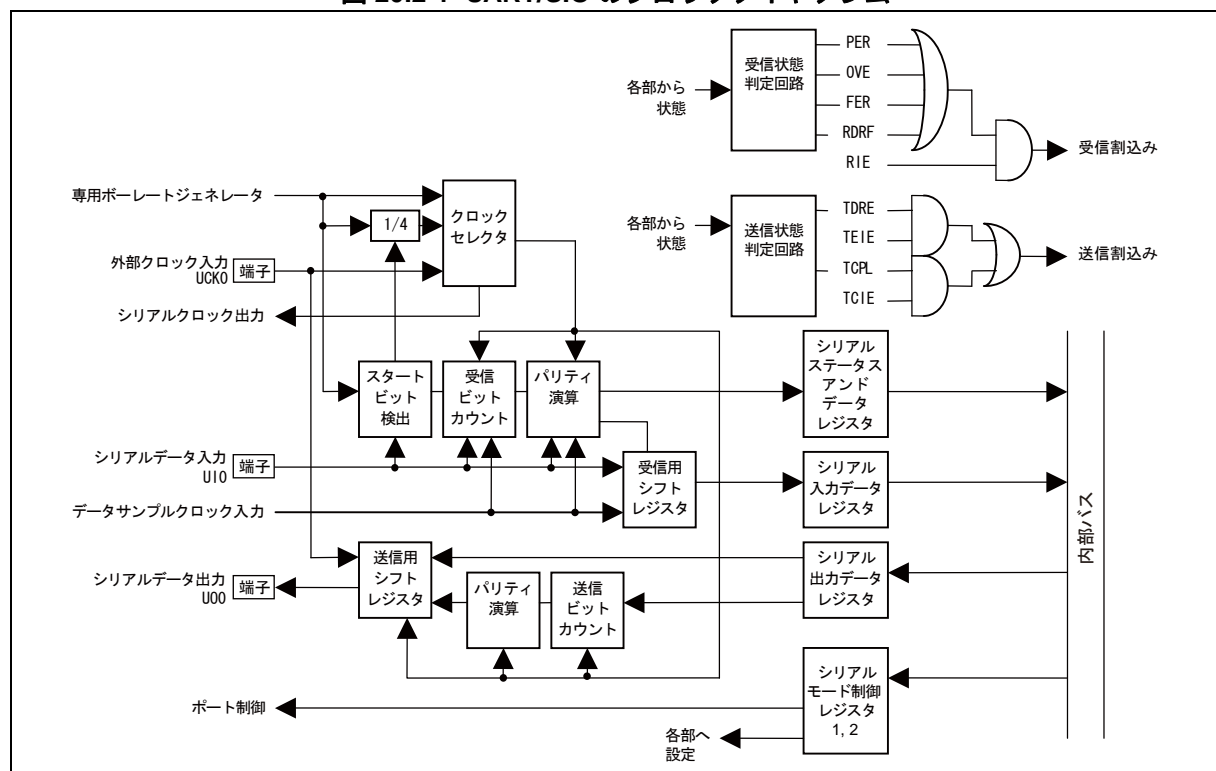 図 20.2-1 UART/SIO のブロックダイヤグラム
各部から
状態
受信状態
判定回路
PER
OVE
FER
RDRF
RIE
受信割込み
各部から
状態
送信状態
判定回路
TDRE
TEIE
TCPL
TCIE
送信割込み
専用ボーレートジェネレータ
1/4
クロック
セレクタ
外部クロック入力
UCK0
端子
シリアルクロック出力
スタート
ビット
検出
受信
ビット
カウント
パリティ
演算
シリアル
ステータス
アンド
データ
レジスタ
シリアルデータ入力
UI0
端子
受信用
シフト
レジスタ
シリアル
入力データ
レジスタ
データサンプルクロック入力
内部バス
シリアルデータ出力
UO0
端子
送信用
シフト
レジスタ
パリティ
演算
送信
ビット
カウント
シリアル
出力データ
レジスタ
シリアル
モード制御
レジスタ
1, 2
ポート制御
各部へ
設定